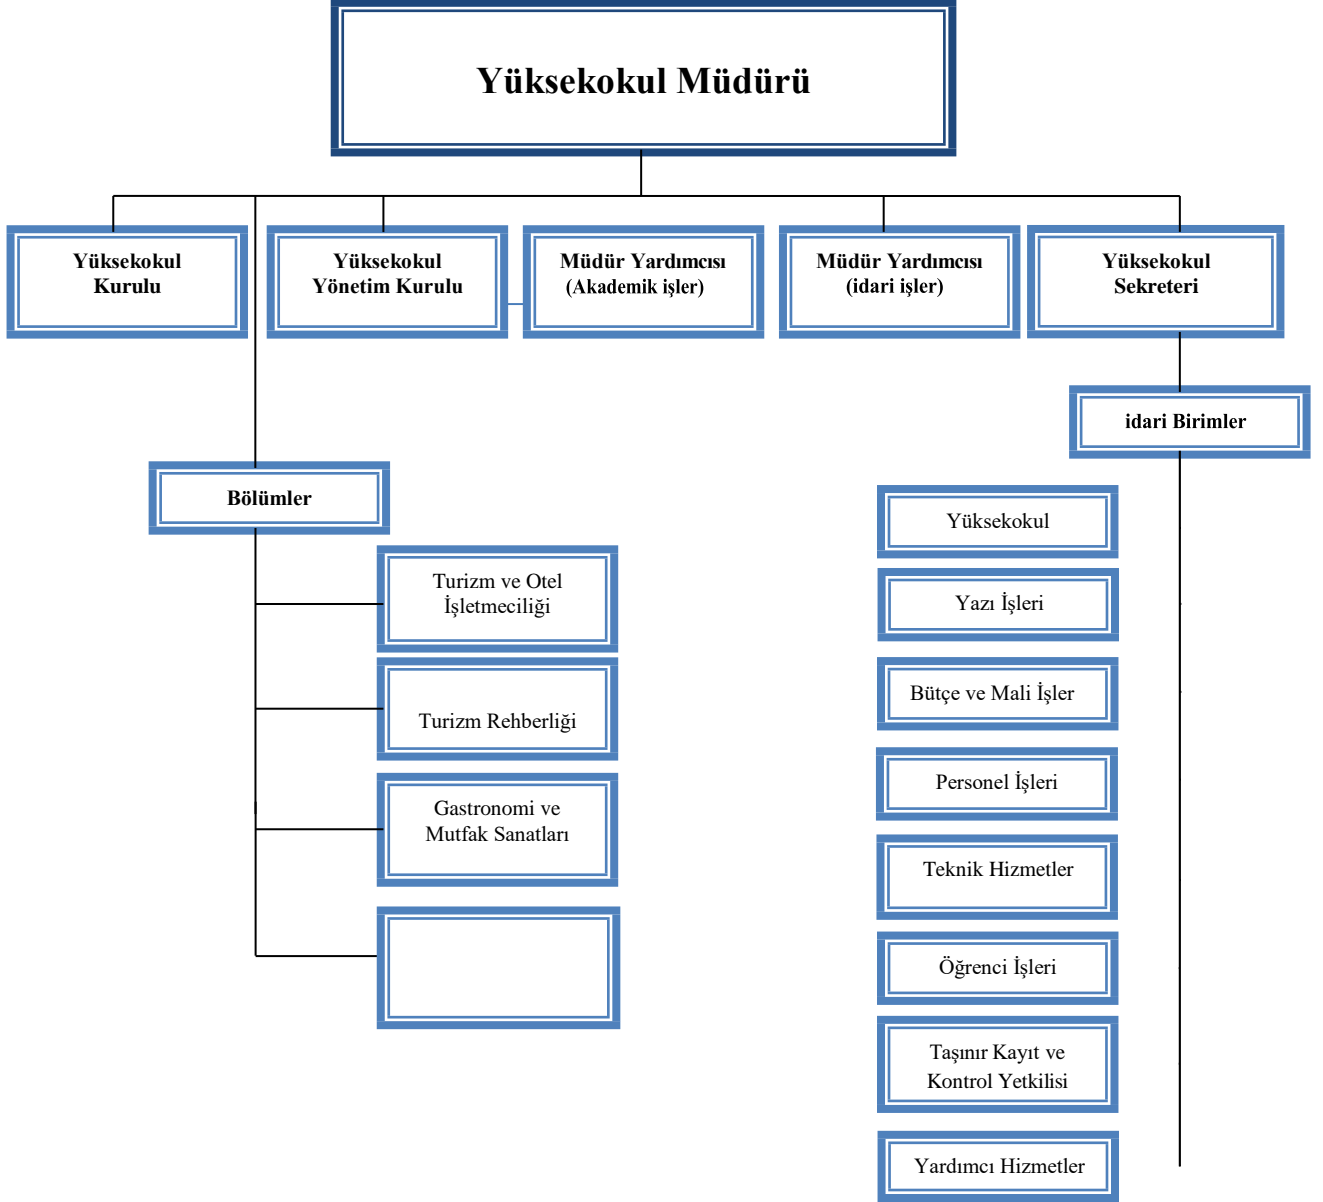 Yüksekokul Müdürü
Yüksekokul
Kurulu
Yüksekokul
Yönetim Kurulu
Müdür Yardımcısı
(Akademik işler)
Müdür Yardımcısı
(idari işler)
Yüksekokul
Sekreteri
idari Birimler
Bölümler
Turizm ve Otel
İşletmeciliği
Turizm Rehberliği
Gastronomi ve
Mutfak Sanatları
Yüksekokul
Yazı İşleri
Bütçe ve Mali İşler
Personel İşleri
Teknik Hizmetler
Öğrenci İşleri
Taşınır Kayıt ve
Kontrol Yetkilisi
Yardımcı Hizmetler